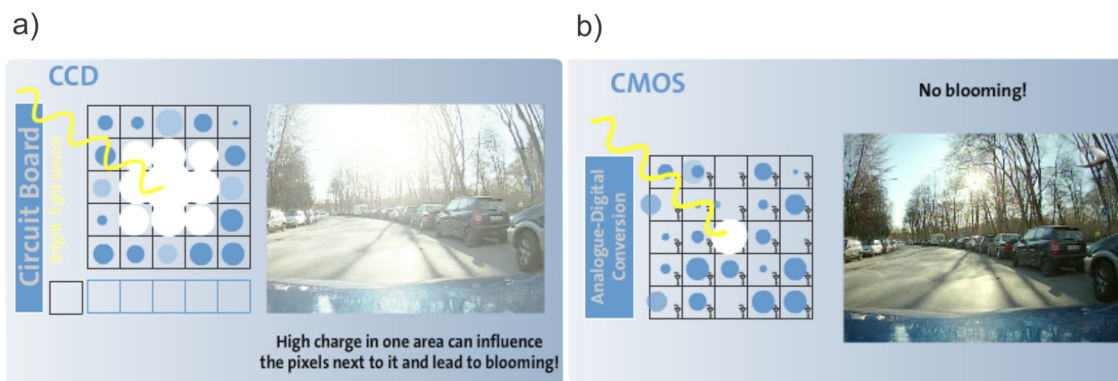 a)
CCD
Circuit Board
Bright light source
High charge in one area can influence
the pixels next to it and lead to blooming!
b)
CMOS
No blooming!
Analogue-Digital
Conversion